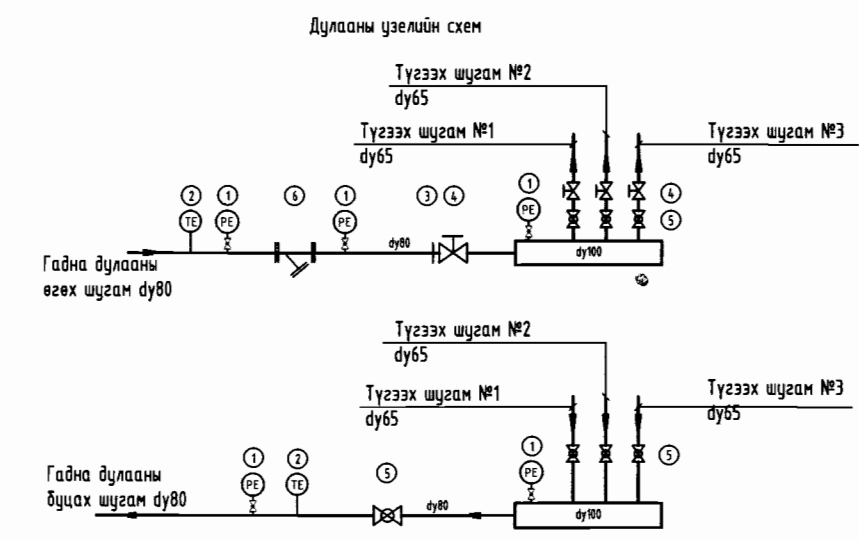 Дулааны узелийн схем
Түгээх шугам №2
dy65
Түгээх шугам №1
dy65
Түгээх шугам №3
dy65
2 1 6 1 3 4 1 4
TE PE PE PE 5
dy80
dy100
Гадна дулааны
өгөх шугам dy80
Түгээх шугам №2
dy65
Түгээх шугам №1
dy65
Түгээх шугам №3
dy65
1 2 5 1 5
PE TE PE
Гадна дулааны
буцах шугам dy80
dy80
dy100